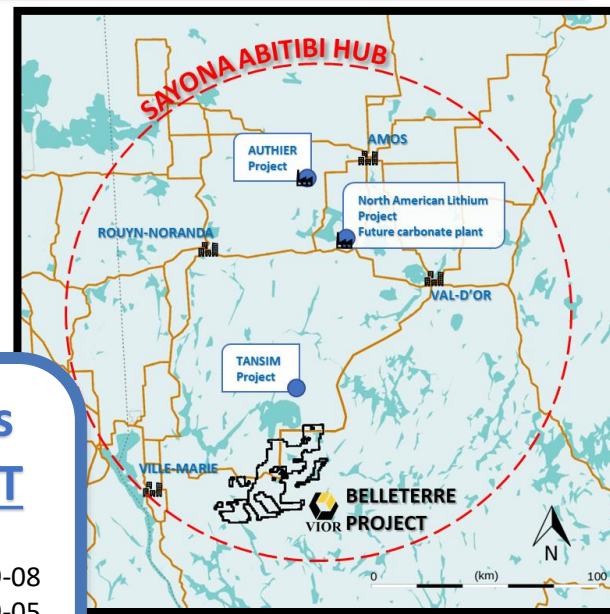 SAYONA ABITIBI HUB
AMOS
AUTHIER
Project
North American Lithium
Project
Future carbonate plant
ROUYN-NORANDA
VAL-D'OR
TANSIM
Project
S
T
VILLE-MARIE
BELLETERRE
VIOR PROJECT
-08
N
0 (km) 100